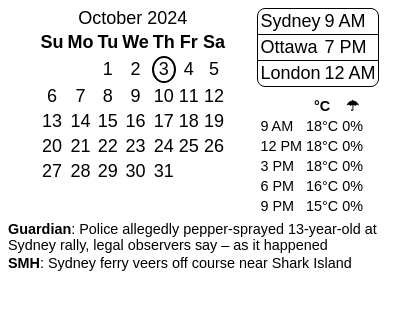 October 2024
Su Mo Tu We Th Fr Sa
1 2 3 4 5
6 7 8 9 10 11 12
13 14 15 16 17 18 19
20 21 22 23 24 25 26
27 28 29 30 31
Sydney 9 AM
Ottawa 7 PM
London 12 AM
°C ☂
9 AM 18°C 0%
12 PM 18°C 0%
3 PM 18°C 0%
6 PM 16°C 0%
9 PM 15°C 0%
Guardian: Police allegedly pepper-sprayed 13-year-old at
Sydney rally, legal observers say – as it happened
SMH: Sydney ferry veers off course near Shark Island